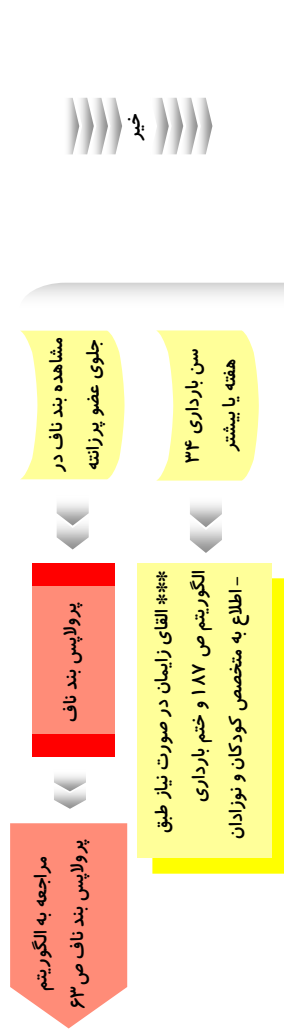 خیر
مشاهده بند ناف در
جلوی عضو پرزانته
پرولاپس بند ناف
مراجعه به الگوریتم
پرولاپس بند ناف ص۶۳
سن بارداری ۳۴
هفته یا بیشتر
*** القای زایمان در صورت نیاز طبق
الگوریتم ص ۱۸۷ و ختم بارداری
-اطلاع به متخصص کودکان و نوزادان